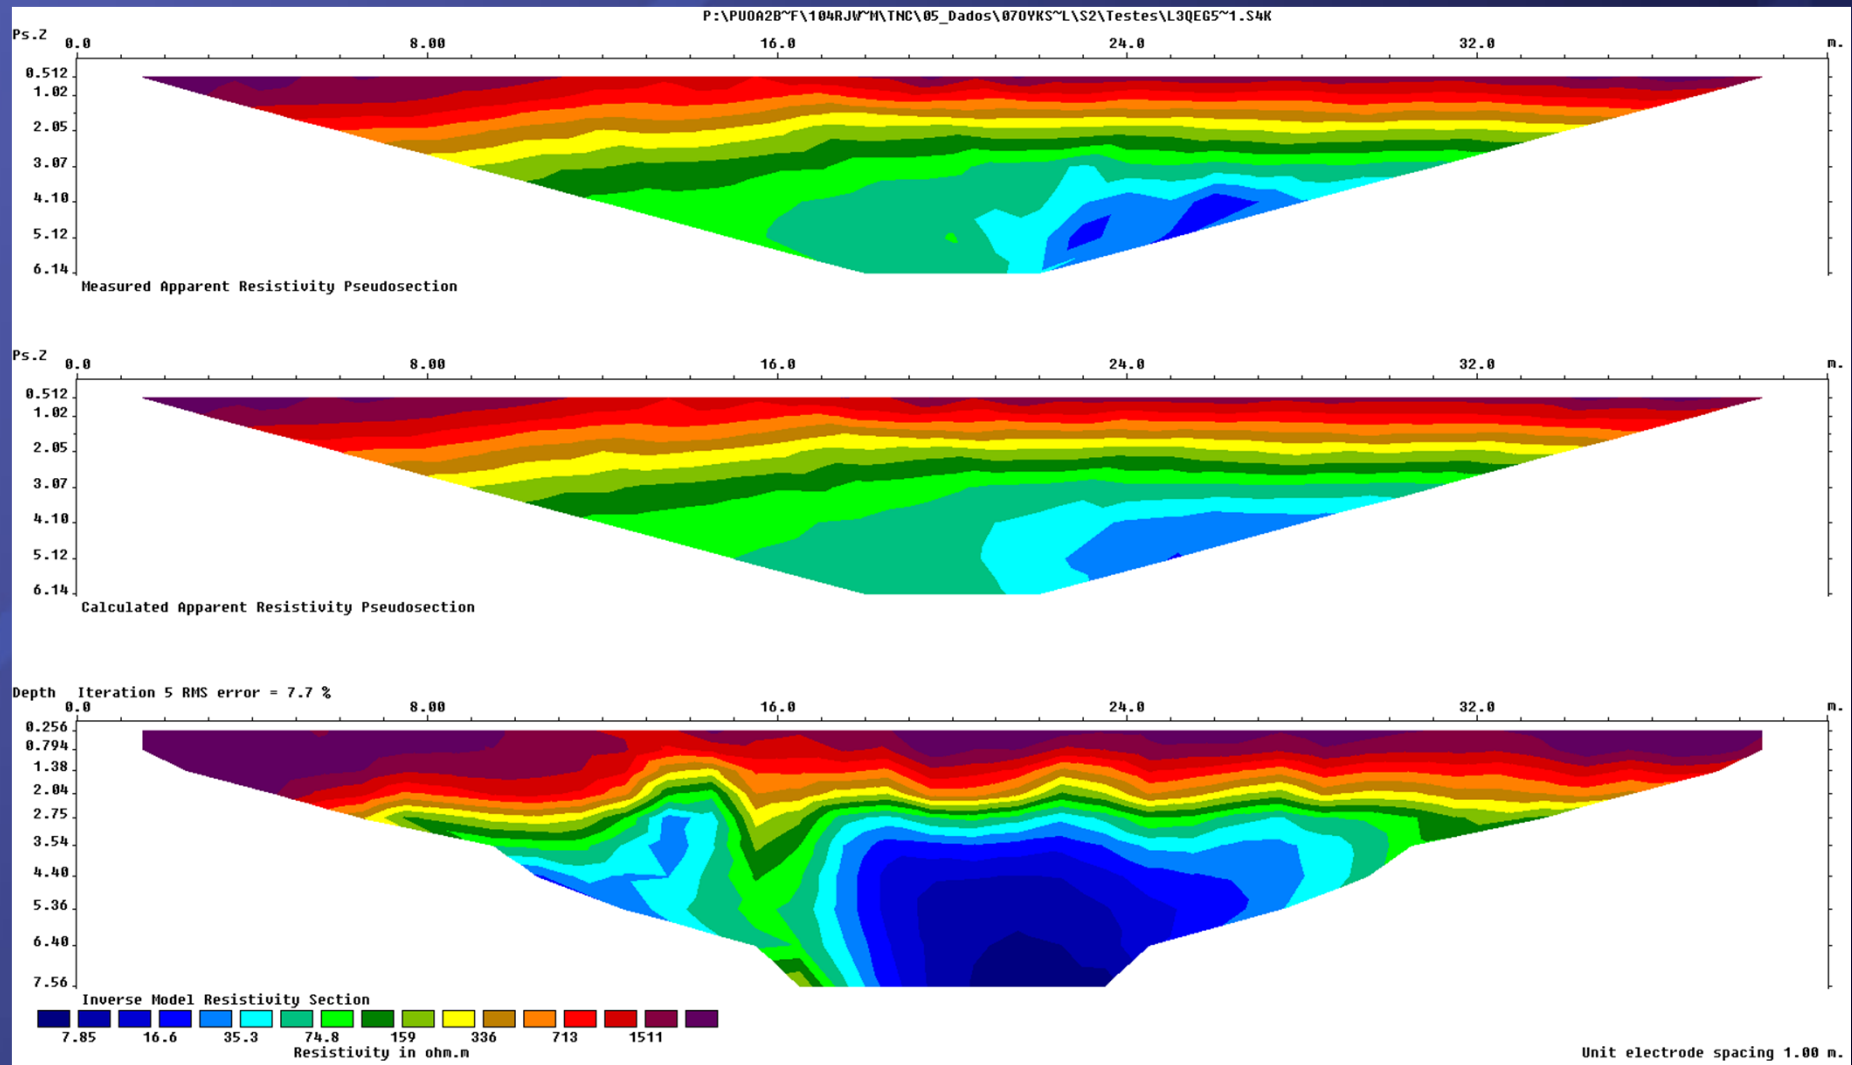 P:\PUOA2B~F\104RJW~M\TNC\05_Dados\07OYKS~L\S2\Testes\L3QEG5~1.S4K
Ps.Z 0.0 8.00 16.0 24.0 32.0 m.
0.512
1.02
2.05
3.07
4.10
5.12
6.14
Measured Apparent Resistivity Pseudosection
Ps.Z 0.0 8.00 16.0 24.0 32.0 m.
0.512
1.02
2.05
3.07
4.10
5.12
6.14
Calculated Apparent Resistivity Pseudosection
Depth Iteration 5 RMS error = 7.7 %
0.0 8.00 16.0 24.0 32.0 m.
0.256
0.794
1.38
2.04
2.75
3.54
4.40
5.36
6.40
7.56
Inverse Model Resistivity Section
7.85 16.6 35.3 74.8 159 336 713 1511
Resistivity in ohm.m
Unit electrode spacing 1.00 m.